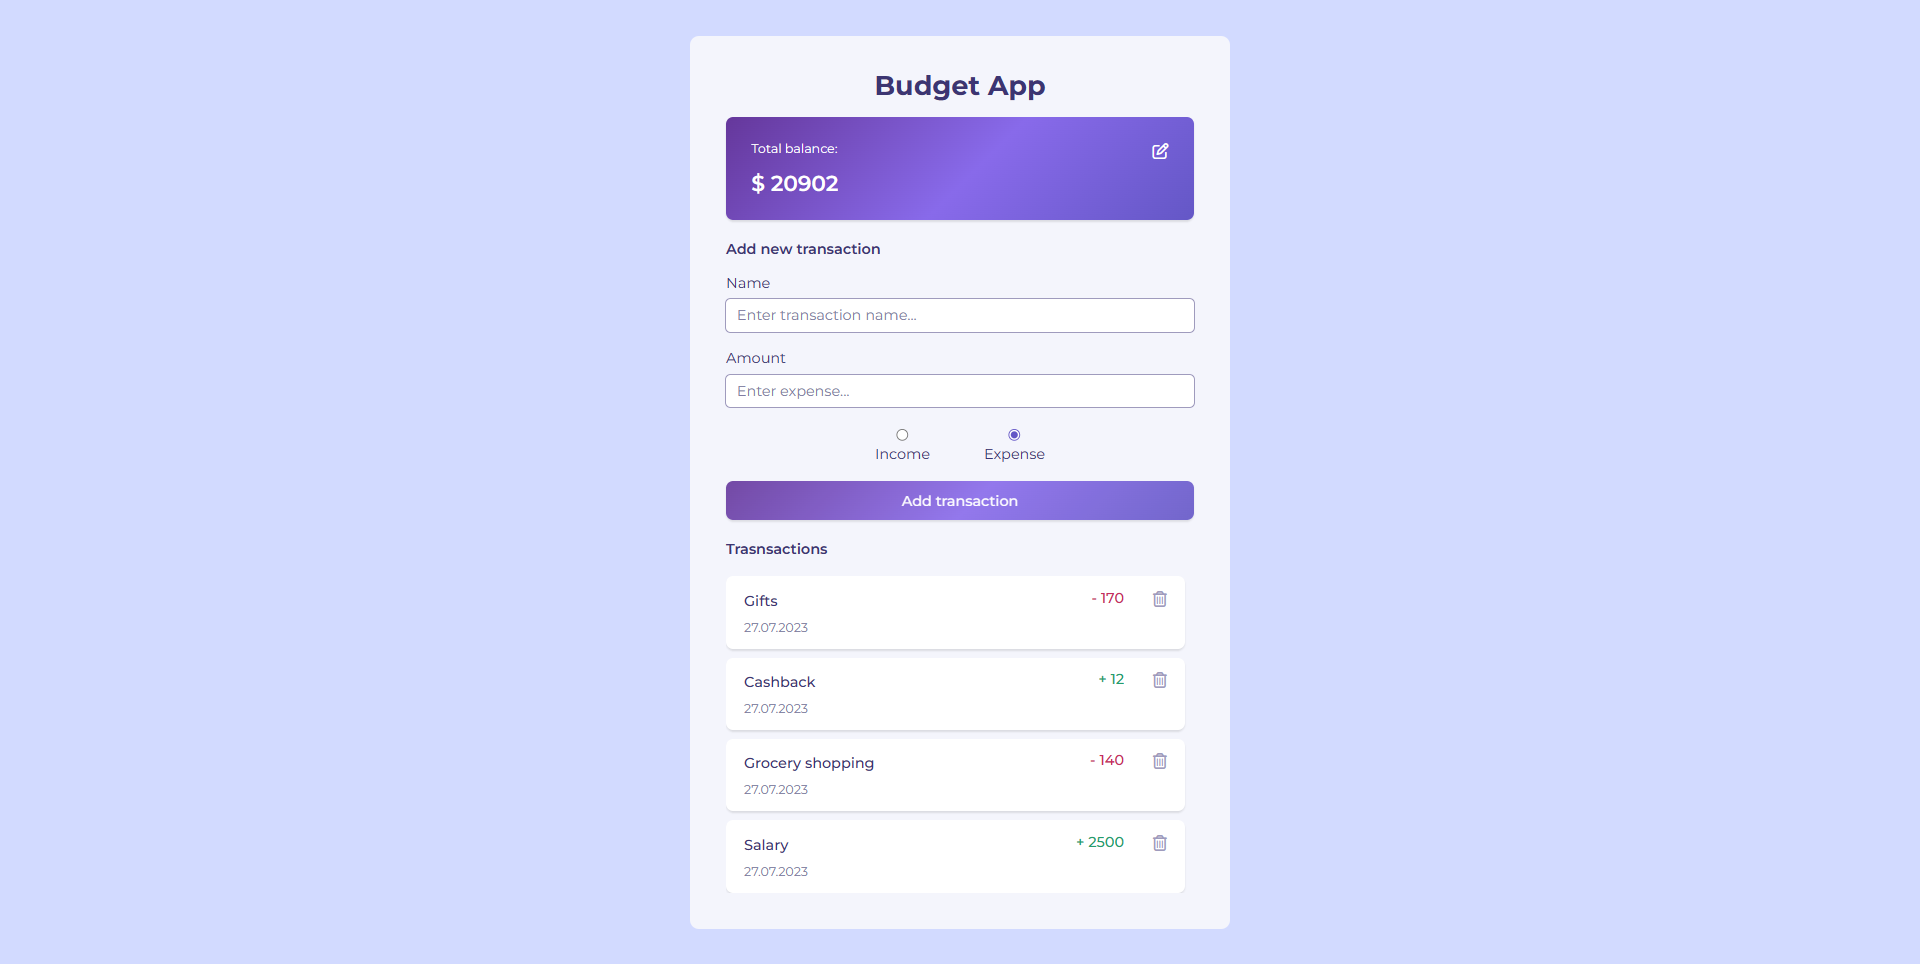 Budget App
Total balance:
$ 20902
Add new transaction
Name
Enter transaction name...
Amount
Enter expense...
Income Expense
Add transaction
Trasnsactions
Gifts - 170
27.07.2023
Cashback + 12
27.07.2023
Grocery shopping - 140
27.07.2023
Salary + 2500
27.07.2023